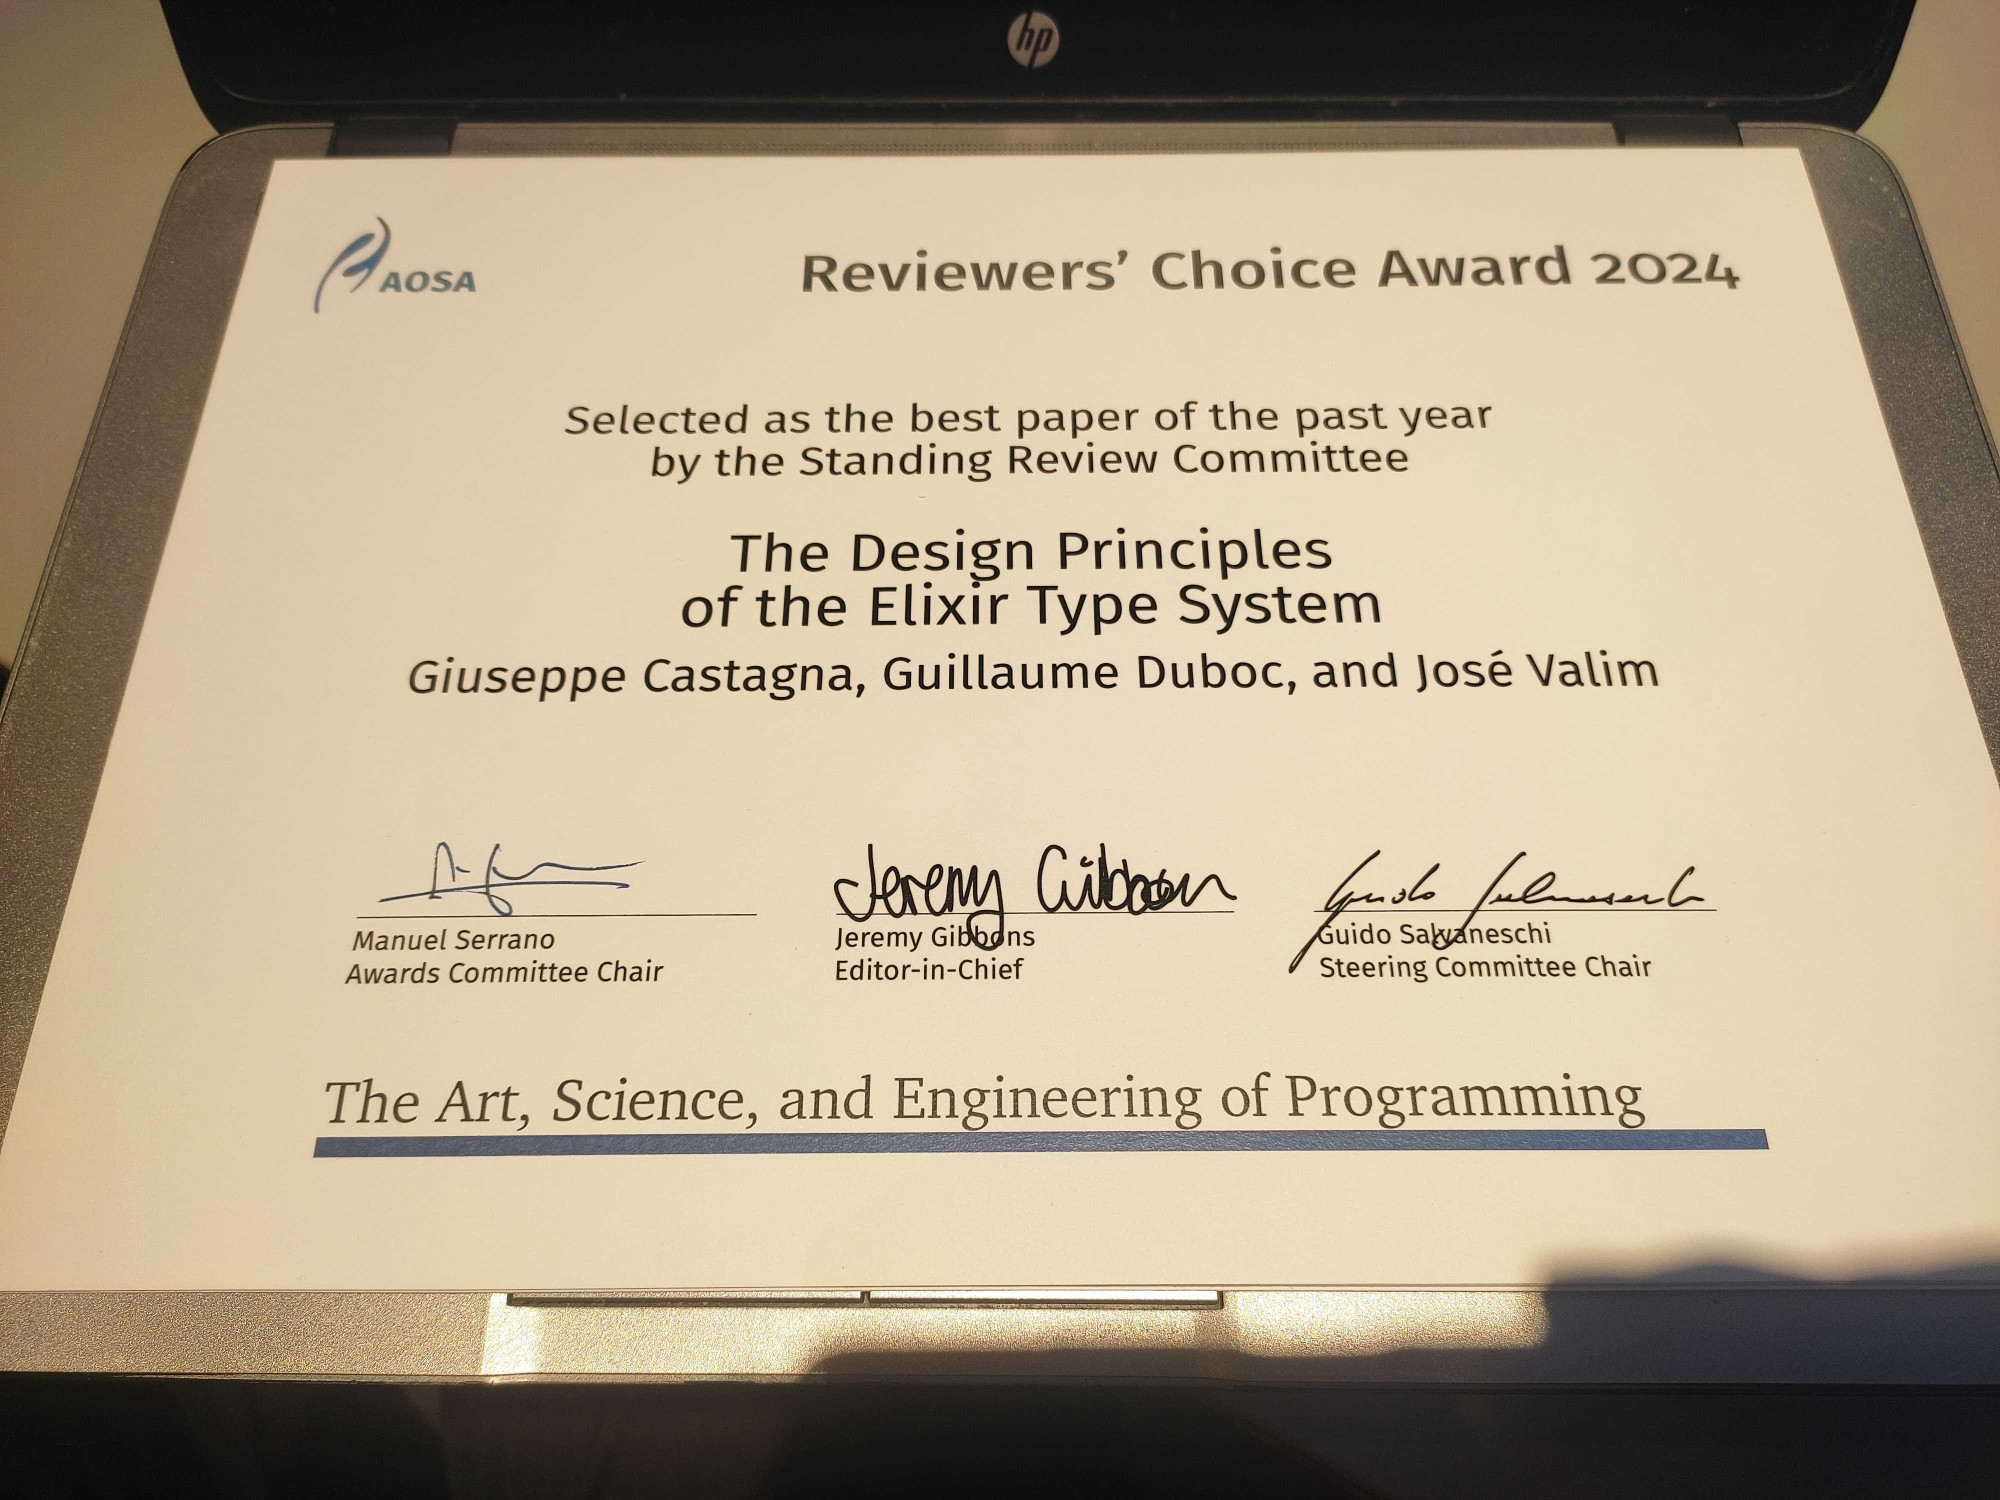 hp
AOSA
Reviewers’ Choice Award 2024
Selected as the best paper of the past year
by the Standing Review Committee
The Design Principles
of the Elixir Type System
Giuseppe Castagna, Guillaume Duboc, and José Valim
Jeremy Gibbons
Manuel Serrano
Awards Committee Chair
Jeremy Gibbons
Editor-in-Chief
Guido Salvaneschi
Steering Committee Chair
The Art, Science, and Engineering of Programming